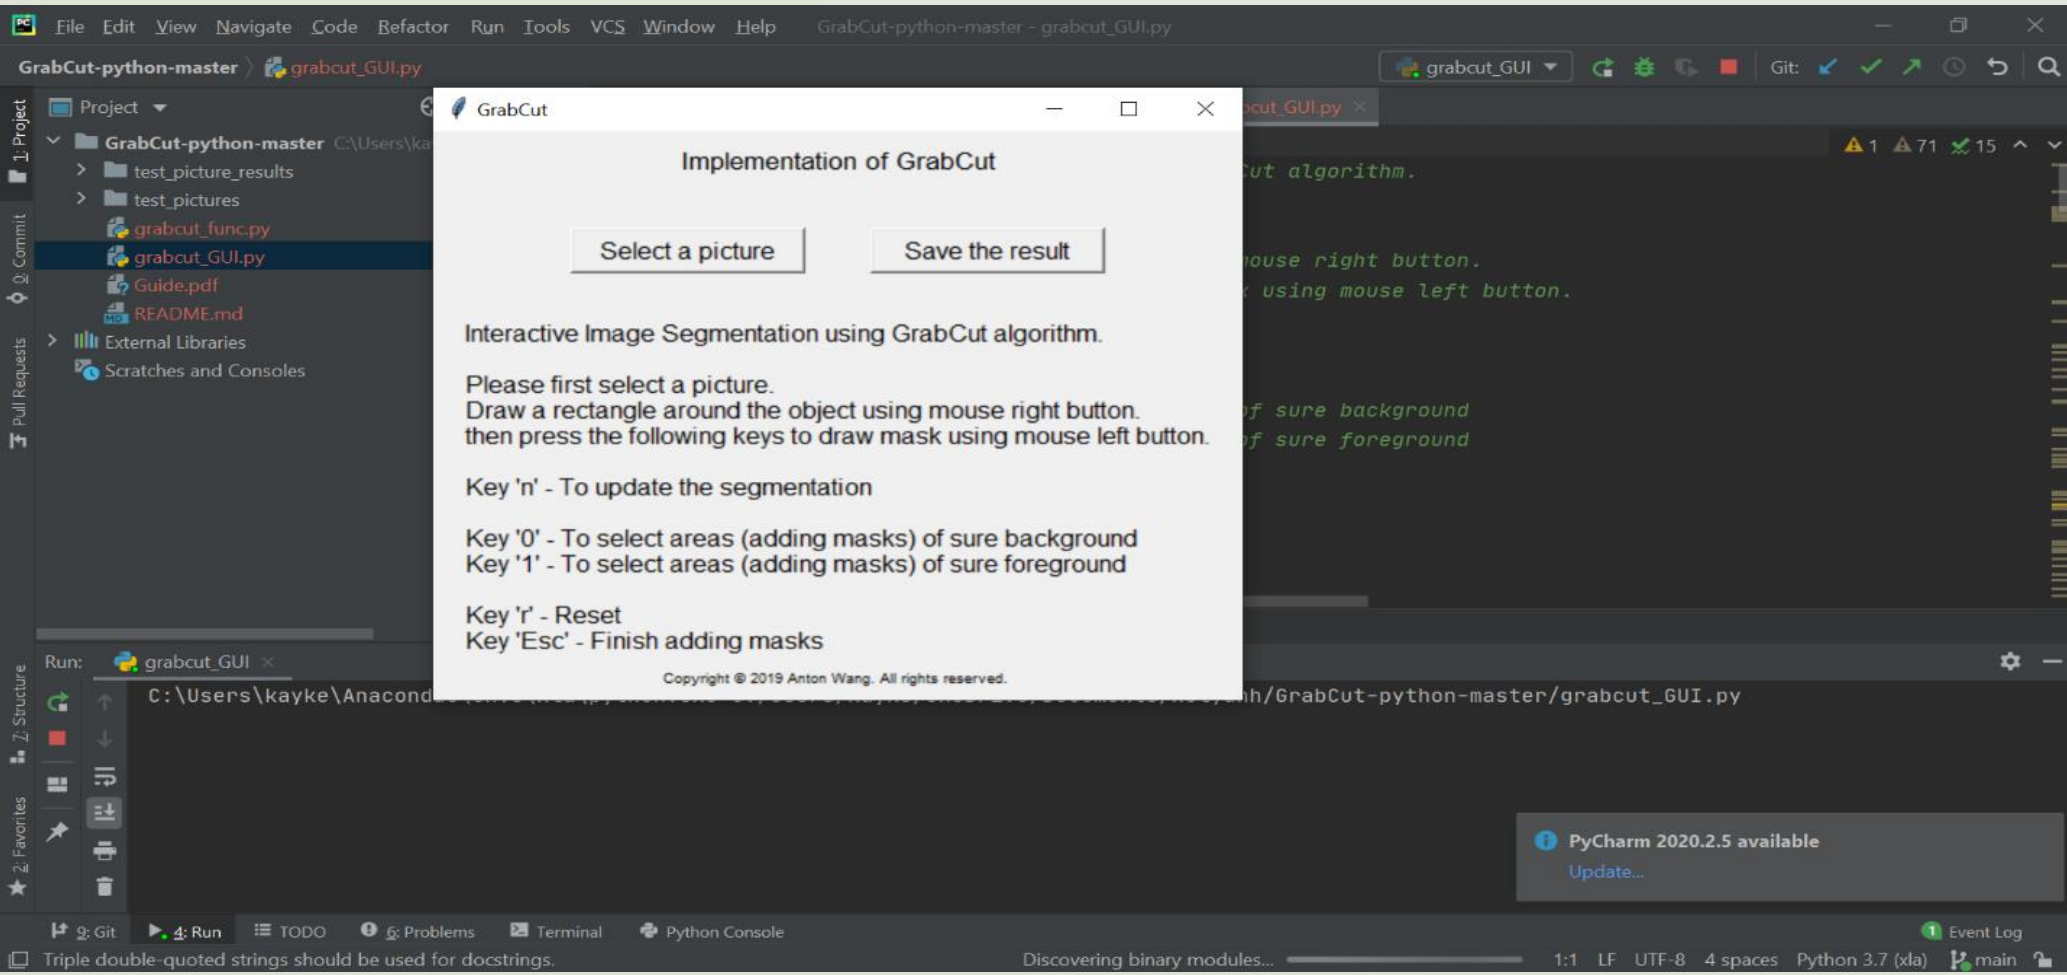 File Edit View Navigate Code Refactor Run Tools VCS Window Help GrabCut-python-master - grabcut_GUI.py
GrabCut-python-master grabcut_GUI.py
grabcut_GUI
Git:
1: Project
0: Commit
Pull Requests
Project
GrabCut-python-master C:\Users\ka
test_picture_results
test_pictures
grabcut_func.py
grabcut_GUI.py
Guide.pdf
README.md
External Libraries
Scratches and Consoles
GrabCut
Implementation of GrabCut
Select a picture
Save the result
Interactive Image Segmentation using GrabCut algorithm.
Please first select a picture.
Draw a rectangle around the object using mouse right button.
then press the following keys to draw mask using mouse left button.
Key 'n' - To update the segmentation
Key '0' - To select areas (adding masks) of sure background
Key '1' - To select areas (adding masks) of sure foreground
Key 'r' - Reset
Key 'Esc' - Finish adding masks
Copyright © 2019 Anton Wang. All rights reserved.
cut_GUI.py
1 71 15
Cut algorithm.
mouse right button.
using mouse left button.
of sure background
of sure foreground
Z: Structure
2: Favorites
Run: grabcut_GUI
C:\Users\kayke\Anacond
/GrabCut-python-master/grabcut_GUI.py
PyCharm 2020.2.5 available
Update...
9: Git 4: Run TODO 6: Problems Terminal Python Console
1 Event Log
Triple double-quoted strings should be used for docstrings.
Discovering binary modules...
1:1 LF UTF-8 4 spaces Python 3.7 (xla) main